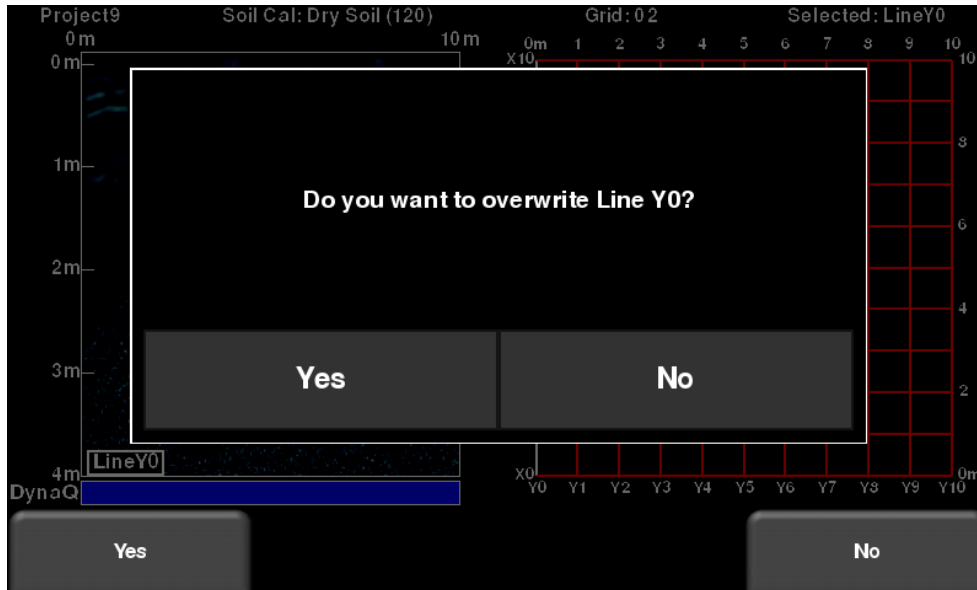 Project9 Soil Cal: Dry Soil (120) Grid: 02 Selected: LineY0
0m 10m 0m 1 2 3 4 5 6 7 8 9 10
0m X10 10
1m 8
Do you want to overwrite Line Y0?
6
2m
4
3m Yes No 2
LineY0
4m X0 0m
DynaQ Y0 Y1 Y2 Y3 Y4 Y5 Y6 Y7 Y8 Y9 Y10
Yes No